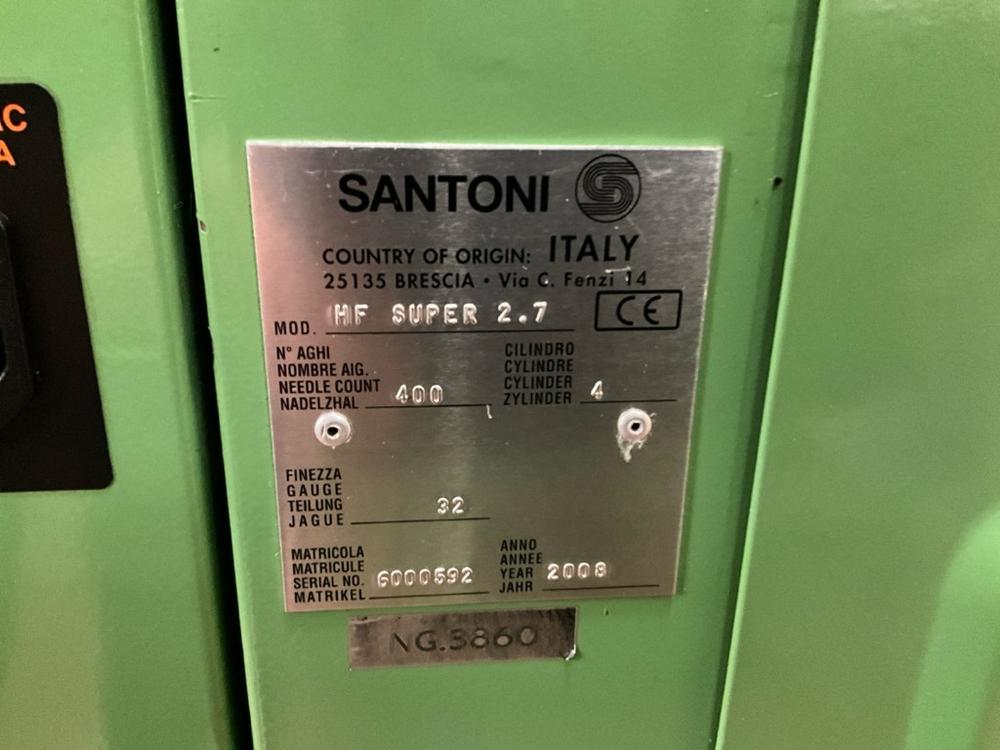 C
A
SANTONI
COUNTRY OF ORIGIN: ITALY
25135 BRESCIA • Via C. Fenzi 14
MOD. HF SUPER 2.7 CE
N° AGHI
NOMBRE AIG.
NEEDLE COUNT 400
NADELZHAL
CILINDRO
CYLINDRE
CYLINDER 4
ZYLINDER
FINEZZA
GAUGE
TEILUNG 32
JAGUE
MATRICOLA
MATRICULE
SERIAL NO. 6000592
MATRIKEL
ANNO
ANNEE
YEAR 2008
JAHR
NG.3860